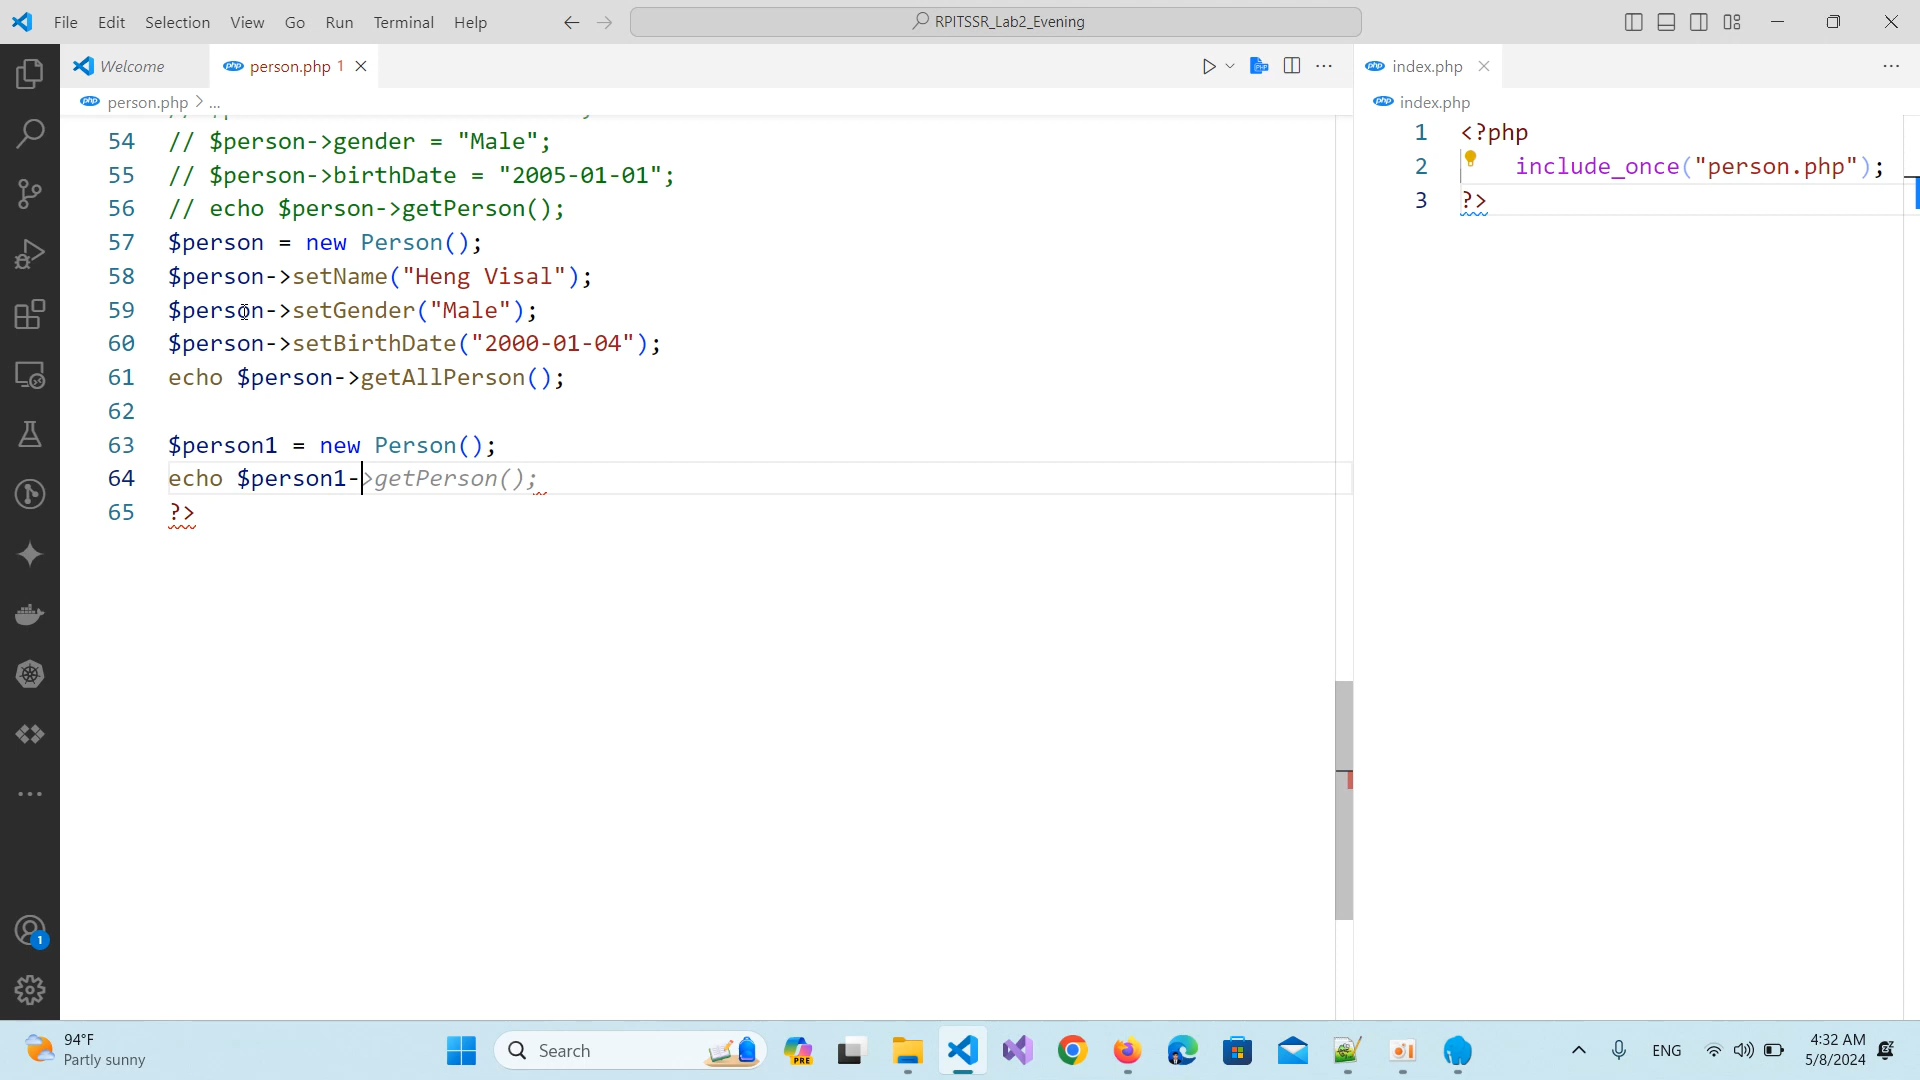 File Edit Selection View Go Run Terminal Help
RPITSSR_Lab2_Evening
Welcome
person.php 1
index.php
person.php > ...
index.php
54 // $person->gender = "Male";
55 // $person->birthDate = "2005-01-01";
56 // echo $person->getPerson();
57 $person = new Person();
58 $person->setName("Heng Visal");
59 $person->setGender("Male");
60 $person->setBirthDate("2000-01-04");
61 echo $person->getAllPerson();
62
63 $person1 = new Person();
64 echo $person1->getPerson();
65 ?>
1 <?php
2 include_once("person.php");
3 ?>
1
94°F
Partly sunny
Search
PRE
ENG
4:32 AM
5/8/2024